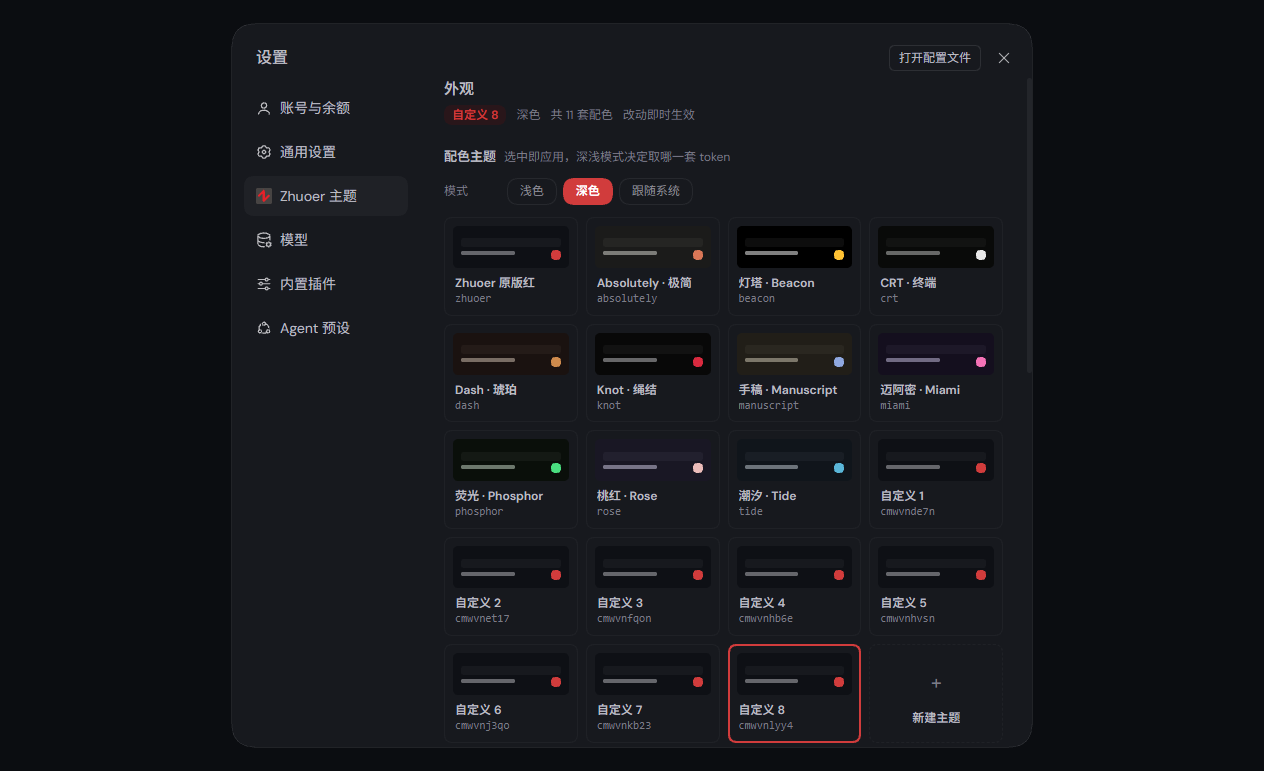 设置
打开配置文件
账号与余额
通用设置
Zhuoer 主题
模型
内置插件
Agent 预设
外观
自定义 8 深色 共 11 套配色 改动即时生效
配色主题 选中即应用，深浅模式决定取哪一套 token
模式 浅色 深色 跟随系统
Zhuoer 原版红
zhuoer
Absolutely · 极简
absolutely
灯塔 · Beacon
beacon
CRT · 终端
crt
Dash · 琥珀
dash
Knot · 绳结
knot
手稿 · Manuscript
manuscript
迈阿密 · Miami
miami
荧光 · Phosphor
phosphor
桃红 · Rose
rose
潮汐 · Tide
tide
自定义 1
cmwvnde7n
自定义 2
cmwvnet17
自定义 3
cmwvnfqon
自定义 4
cmwvnhb6e
自定义 5
cmwvnhvsn
自定义 6
cmwvnj3qo
自定义 7
cmwvnkb23
自定义 8
cmwvnlyy4
+
新建主题